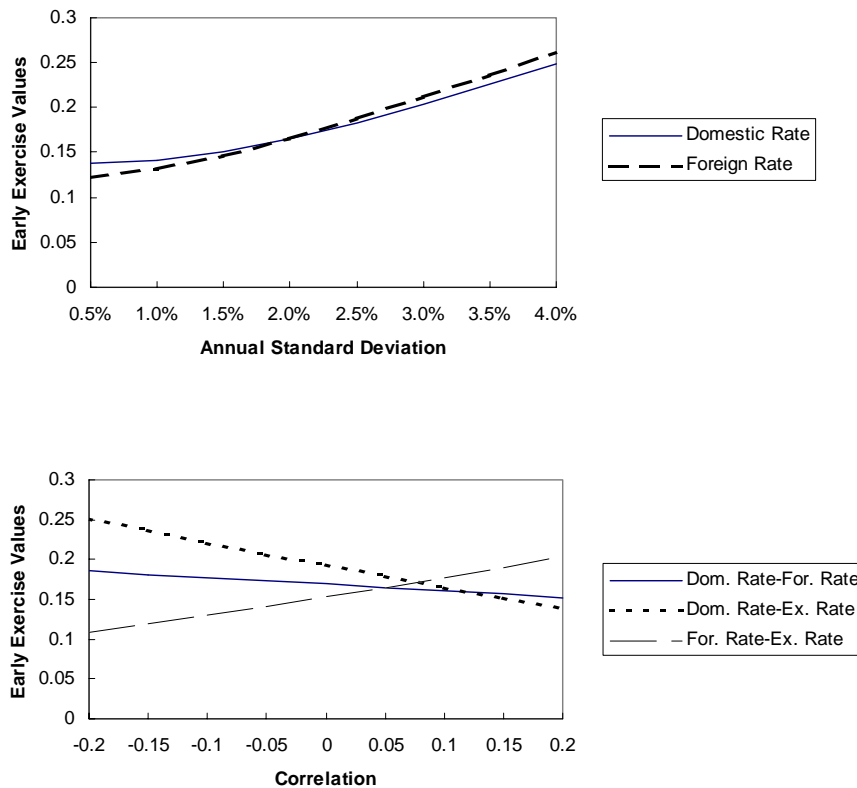 0.3
0.25
0.2
0.15
0.1
0.05
0
Early Exercise Values
0.5% 1.0% 1.5% 2.0% 2.5% 3.0% 3.5% 4.0%
Annual Standard Deviation
Domestic Rate
Foreign Rate
0.3
0.25
0.2
0.15
0.1
0.05
0
Early Exercise Values
-0.2 -0.15 -0.1 -0.05 0 0.05 0.1 0.15 0.2
Correlation
Dom. Rate-For. Rate
Dom. Rate-Ex. Rate
For. Rate-Ex. Rate